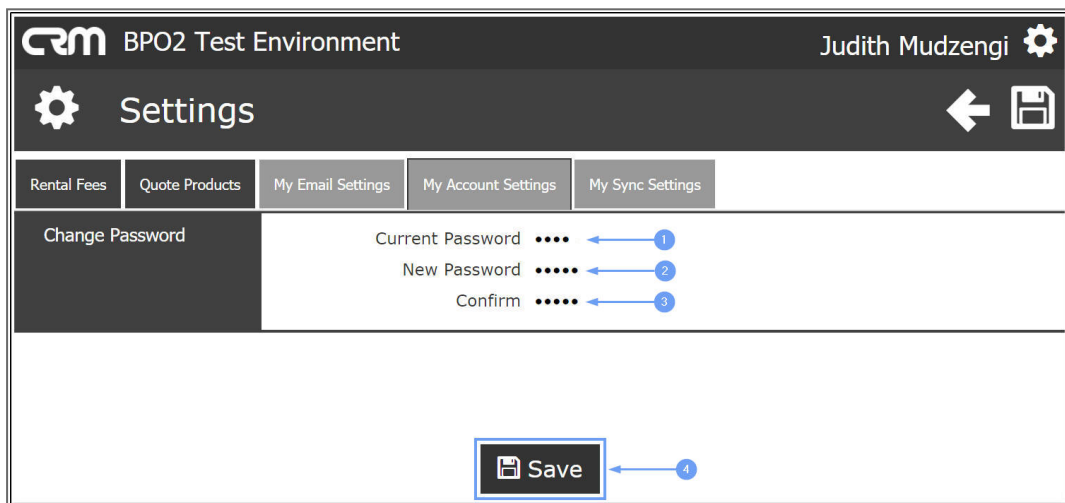 CRM BPO2 Test Environment Judith Mudzengi
Settings
Rental Fees Quote Products My Email Settings My Account Settings My Sync Settings
Change Password Current Password •••• 1
New Password ••••• 2
Confirm ••••• 3
Save 4